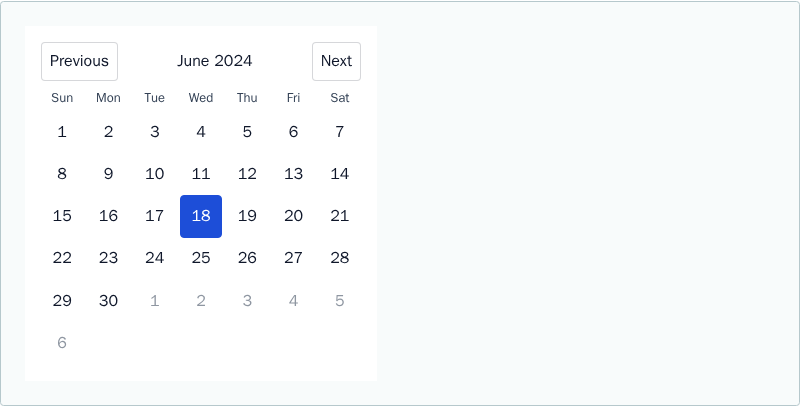 Previous June 2024 Next
Sun Mon Tue Wed Thu Fri Sat
1 2 3 4 5 6 7
8 9 10 11 12 13 14
15 16 17 18 19 20 21
22 23 24 25 26 27 28
29 30 1 2 3 4 5
6